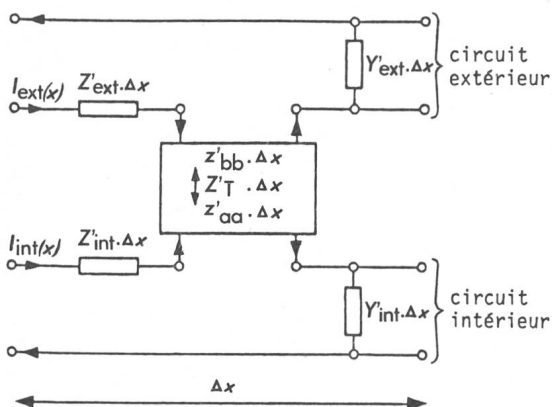 circuit
extérieur
Y'ext.Δx
Iext(x)
Z'ext.Δx
z'bb.Δx
Z'T.Δx
z'aa.Δx
Iint(x)
Z'int.Δx
Y'int.Δx
circuit
intérieur
Δx